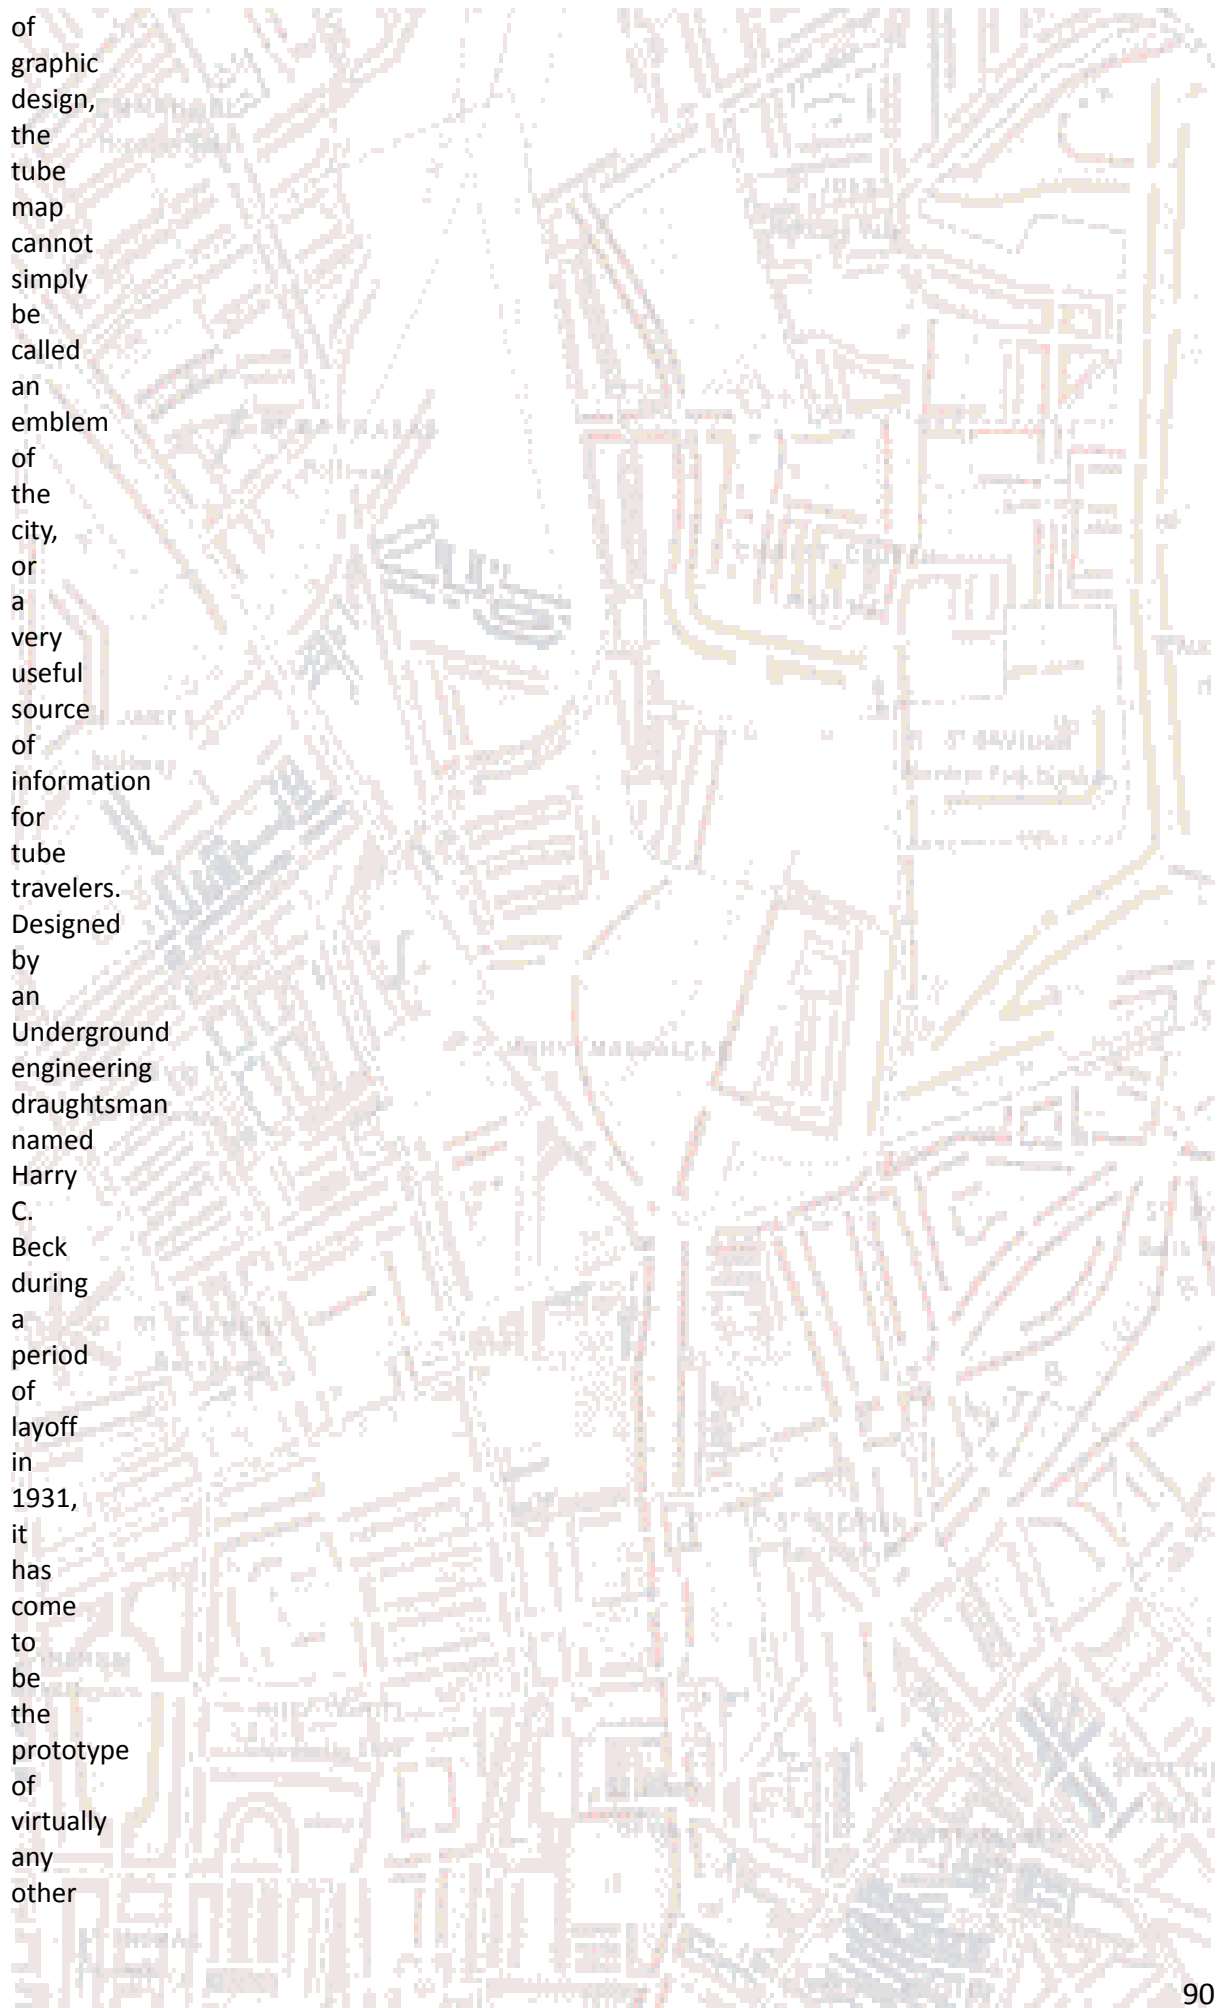 of
graphic
design,
the
tube
map
cannot
simply
be
called
an
emblem
of
the
city,
or
a
very
useful
source
of
information
for
tube
travelers.
Designed
by
an
Underground
engineering
draughtsman
named
Harry
C.
Beck
during
a
period
of
layoff
in
1931,
it
has
come
to
be
the
prototype
of
virtually
any
other
90